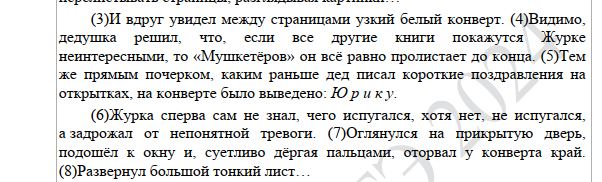 (3)И вдруг увидел между страницами узкий белый конверт. (4)Видимо,
дедушка решил, что, если все другие книги покажутся Журке
неинтересными, то «Мушкетёров» он всё равно пролистает до конца. (5)Тем
же прямым почерком, каким раньше дед писал короткие поздравления на
открытках, на конверте было выведено: Ю р и к у.
(6)Журка сперва сам не знал, чего испугался, хотя нет, не испугался,
а задрожал от непонятной тревоги. (7)Оглянулся на прикрытую дверь,
подошёл к окну и, суетливо дёргая пальцами, оторвал у конверта край.
(8)Развернул большой тонкий лист…